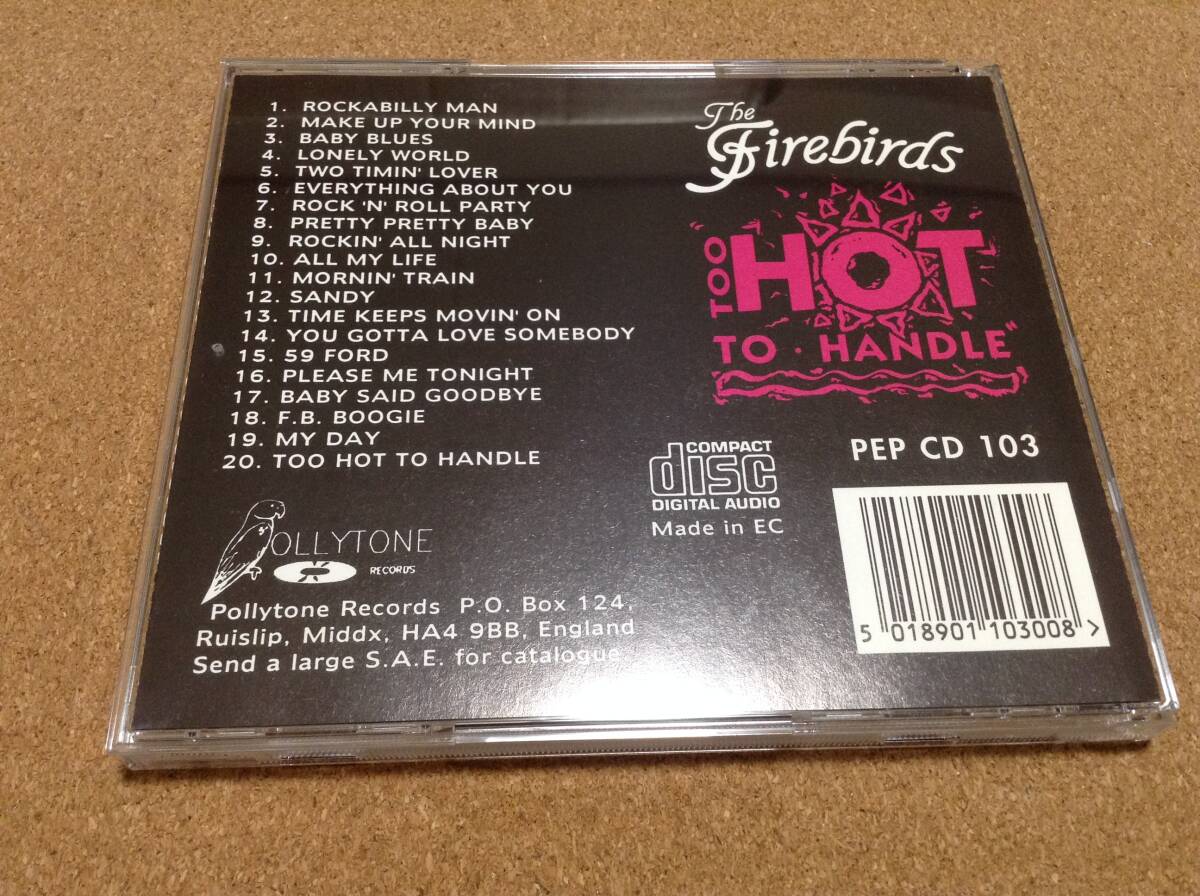 1. ROCKABILLY MAN
2. MAKE UP YOUR MIND
3. BABY BLUES
4. LONELY WORLD
5. TWO TIMIN' LOVER
6. EVERYTHING ABOUT YOU
7. ROCK 'N' ROLL PARTY
8. PRETTY PRETTY BABY
9. ROCKIN' ALL NIGHT
10. ALL MY LIFE
11. MORNIN' TRAIN
12. SANDY
13. TIME KEEPS MOVIN' ON
14. YOU GOTTA LOVE SOMEBODY
15. 59 FORD
16. PLEASE ME TONIGHT
17. BABY SAID GOODBYE
18. F.B. BOOGIE
19. MY DAY
20. TOO HOT TO HANDLE
The
Firebirds
"TOO
HOT
TO · HANDLE"
COMPACT
disc
DIGITAL AUDIO
Made in EC
PEP CD 103
5 018901 103008 >
POLLYTONE
RECORDS
Pollytone Records P.O. Box 124,
Ruislip, Middx, HA4 9BB, England
Send a large S.A.E. for catalogue